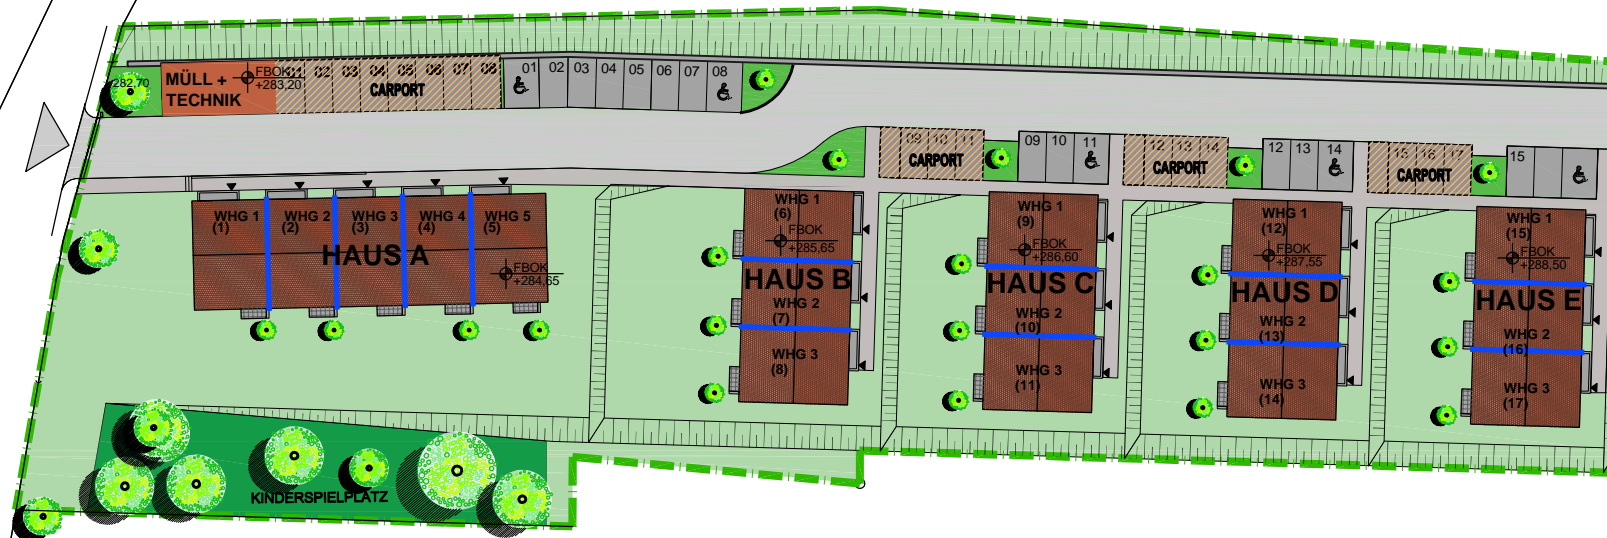 282,70
MÜLL +
TECHNIK
FBOK
+283,20
02 03 04 05 06 07 08
CARPORT
01 02 03 04 05 06 07 08
09 10 11
CARPORT
09 10 11
12 13 14
CARPORT
12 13 14
15 16 17
CARPORT
15
WHG 1
(1)
WHG 2
(2)
WHG 3
(3)
WHG 4
(4)
WHG 5
(5)
HAUS A
FBOK
+284,65
WHG 1
(6)
FBOK
+285,65
HAUS B
WHG 2
(7)
WHG 3
(8)
WHG 1
(9)
FBOK
+286,60
HAUS C
WHG 2
(10)
WHG 3
(11)
WHG 1
(12)
FBOK
+287,55
HAUS D
WHG 2
(13)
WHG 3
(14)
WHG 1
(15)
FBOK
+288,50
HAUS E
WHG 2
(16)
WHG 3
(17)
KINDERSPIELPLATZ